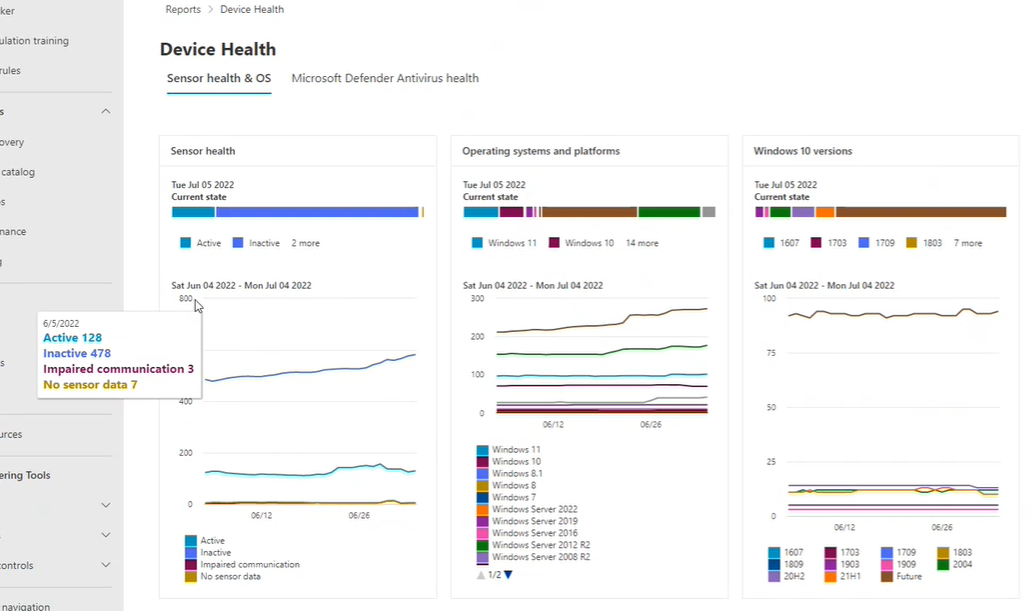 ker
ulation training
rules
s
overy
catalog
s
nance
g
s
urces
ering Tools
controls
navigation
Reports > Device Health
Device Health
Sensor health & OS Microsoft Defender Antivirus health
Sensor health
Tue Jul 05 2022
Current state
Active Inactive 2 more
Sat Jun 04 2022 - Mon Jul 04 2022
800
400
200
0
06/12 06/26
Active
Inactive
Impaired communication
No sensor data
6/5/2022
Active 128
Inactive 478
Impaired communication 3
No sensor data 7
Operating systems and platforms
Tue Jul 05 2022
Current state
Windows 11 Windows 10 14 more
Sat Jun 04 2022 - Mon Jul 04 2022
300
200
100
0
06/12 06/26
Windows 11
Windows 10
Windows 8.1
Windows 8
Windows 7
Windows Server 2022
Windows Server 2019
Windows Server 2016
Windows Server 2012 R2
Windows Server 2008 R2
1/2
Windows 10 versions
Tue Jul 05 2022
Current state
1607 1703 1709 1803 7 more
Sat Jun 04 2022 - Mon Jul 04 2022
100
75
50
25
0
06/12 06/26
1607 1703 1709 1803
1809 1903 1909 2004
20H2 21H1 Future